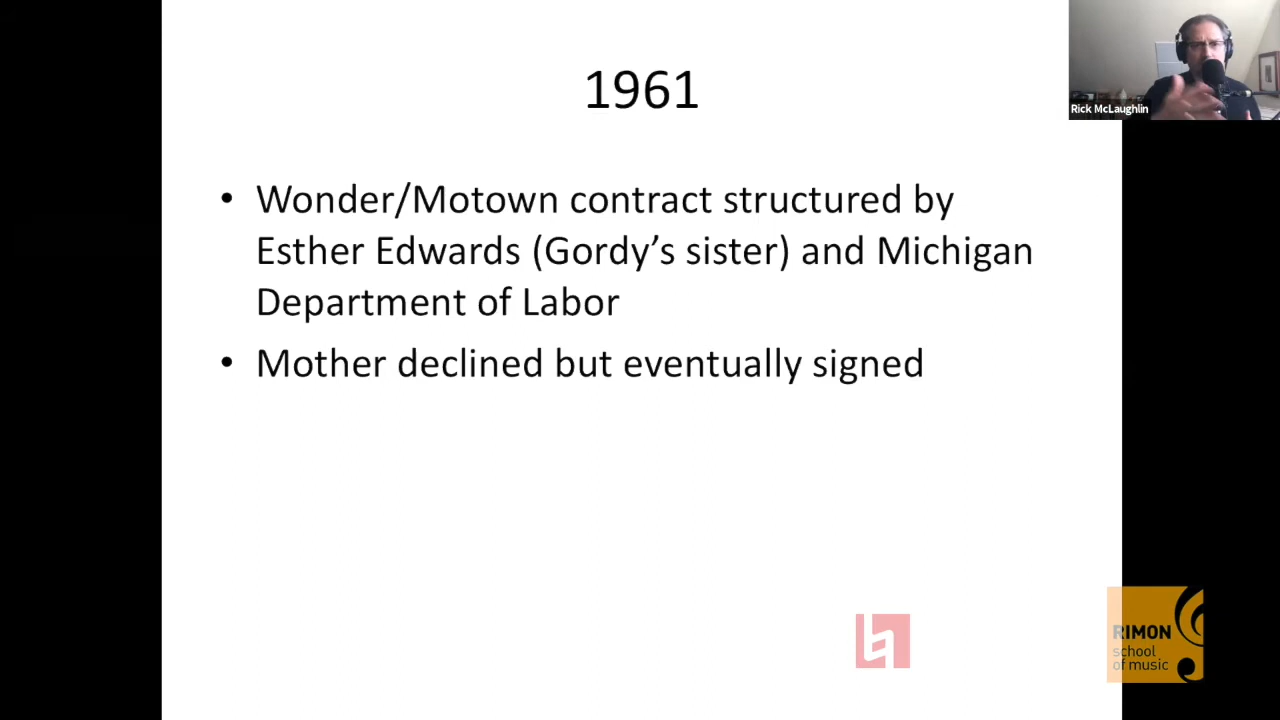 1961
Rick McLaughlin
• Wonder/Motown contract structured by
Esther Edwards (Gordy’s sister) and Michigan
Department of Labor
• Mother declined but eventually signed
RIMON
school
of music